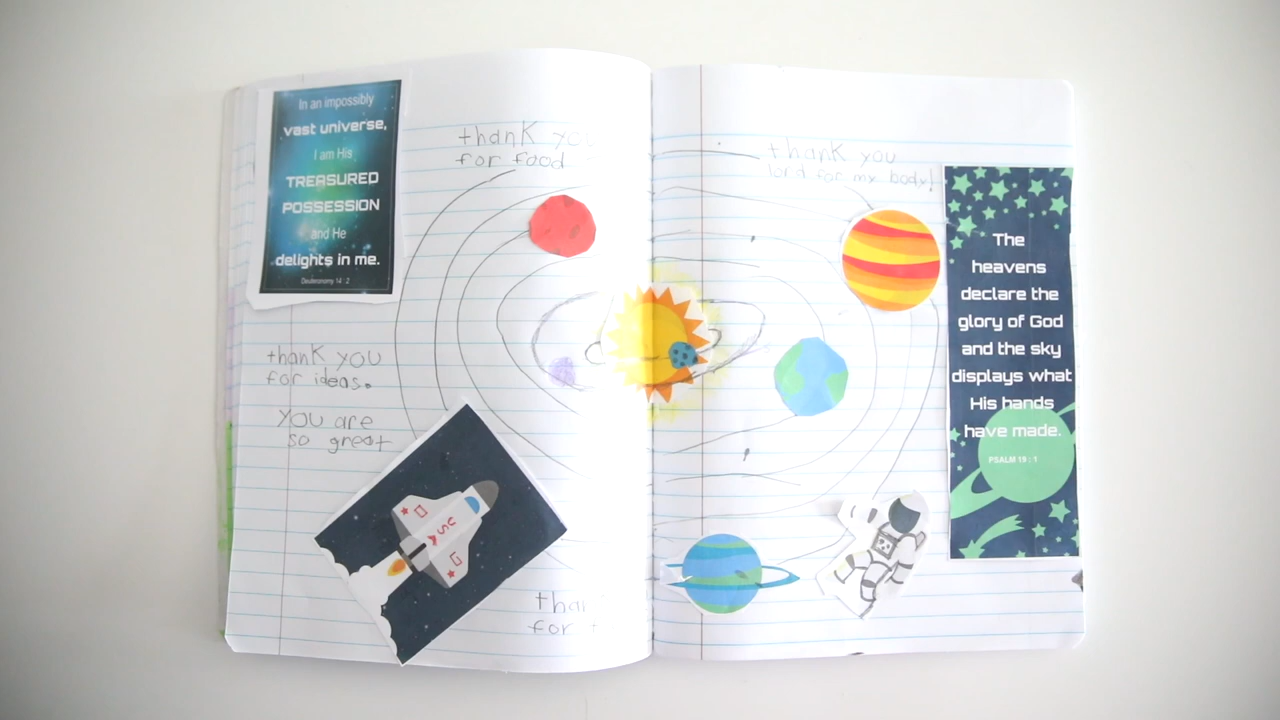 In an impossibly
vast universe,
I am His
TREASURED
POSSESSION
and He
delights in me.
Deuteronomy 14 : 2
thank you
for food
thank you
for ideas.
you are
so great
for
thank you
lord for my body!
The
heavens
declare the
glory of God
and the sky
displays what
His hands
have made.
PSALM 19 : 1